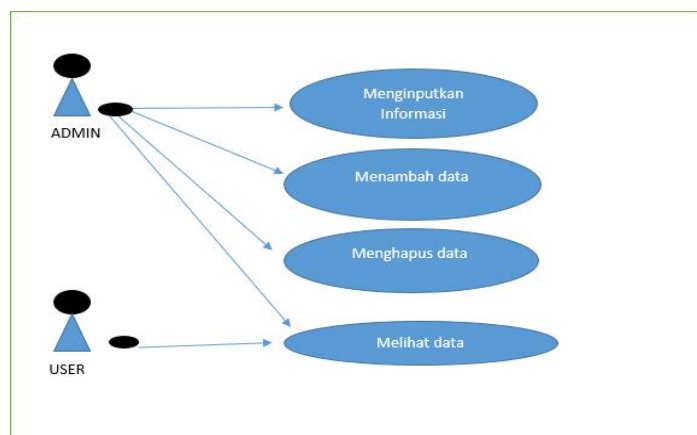 Menginputkan
Informasi
ADMIN
Menambah data
Menghapus data
Melihat data
USER